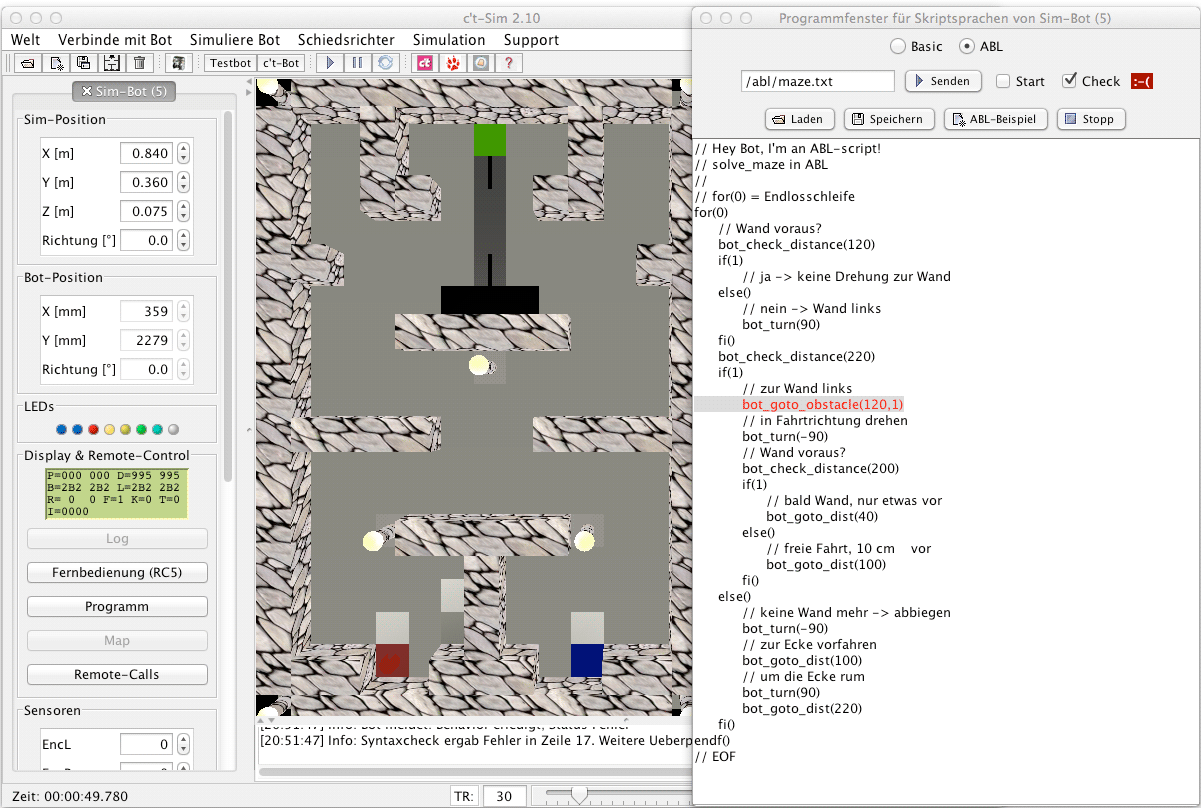 c't-Sim 2.10
Welt Verbinde mit Bot Simuliere Bot Schiedsrichter Simulation Support
Testbot c't-Bot ct ?
Sim-Bot (5)
Sim-Position
X [m] 0.840
Y [m] 0.360
Z [m] 0.075
Richtung [°] 0.0
Bot-Position
X [mm] 359
Y [mm] 2279
Richtung [°] 0.0
LEDs
Display & Remote-Control
P=000 000 D=995 995
B=2B2 2B2 L=2B2 2B2
R= 0 0 F=1 K=0 T=0
I=0000
Log
Fernbedienung (RC5)
Programm
Map
Remote-Calls
Sensoren
EncL 0
[20:51:47] Info: Syntaxcheck ergab Fehler in Zeile 17. Weitere Ueberp
Zeit: 00:00:49.780
TR: 30
Programmfenster für Skriptsprachen von Sim-Bot (5)
Basic ABL
/abl/maze.txt Senden Start Check :-(
Laden Speichern ABL-Beispiel Stopp
// Hey Bot, I'm an ABL-script!
// solve_maze in ABL
//
// for(0) = Endlosschleife
for(0)
// Wand voraus?
bot_check_distance(120)
if(1)
// ja -> keine Drehung zur Wand
else()
// nein -> Wand links
bot_turn(90)
fi()
bot_check_distance(220)
if(1)
// zur Wand links
bot_goto_obstacle(120,1)
// in Fahrtrichtung drehen
bot_turn(-90)
// Wand voraus?
bot_check_distance(200)
if(1)
// bald Wand, nur etwas vor
bot_goto_dist(40)
else()
// freie Fahrt, 10 cm vor
bot_goto_dist(100)
fi()
else()
// keine Wand mehr -> abbiegen
bot_turn(-90)
// zur Ecke vorfahren
bot_goto_dist(100)
// um die Ecke rum
bot_turn(90)
bot_goto_dist(220)
fi()
endf()
// EOF